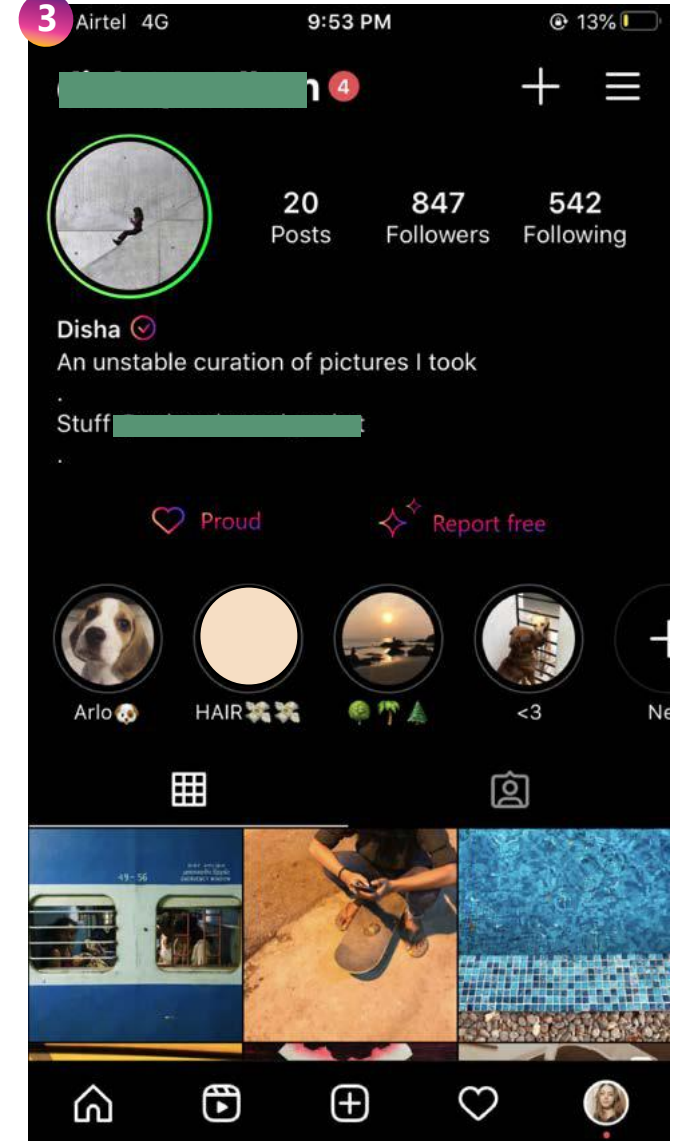 3
Airtel 4G 9:53 PM 13%
4
20 847 542
Posts Followers Following
Disha
An unstable curation of pictures I took
.
Stuff
.
Proud Report free
Arlo🐶 HAIR 🌳🌴🌲 <3 Ne
49-56